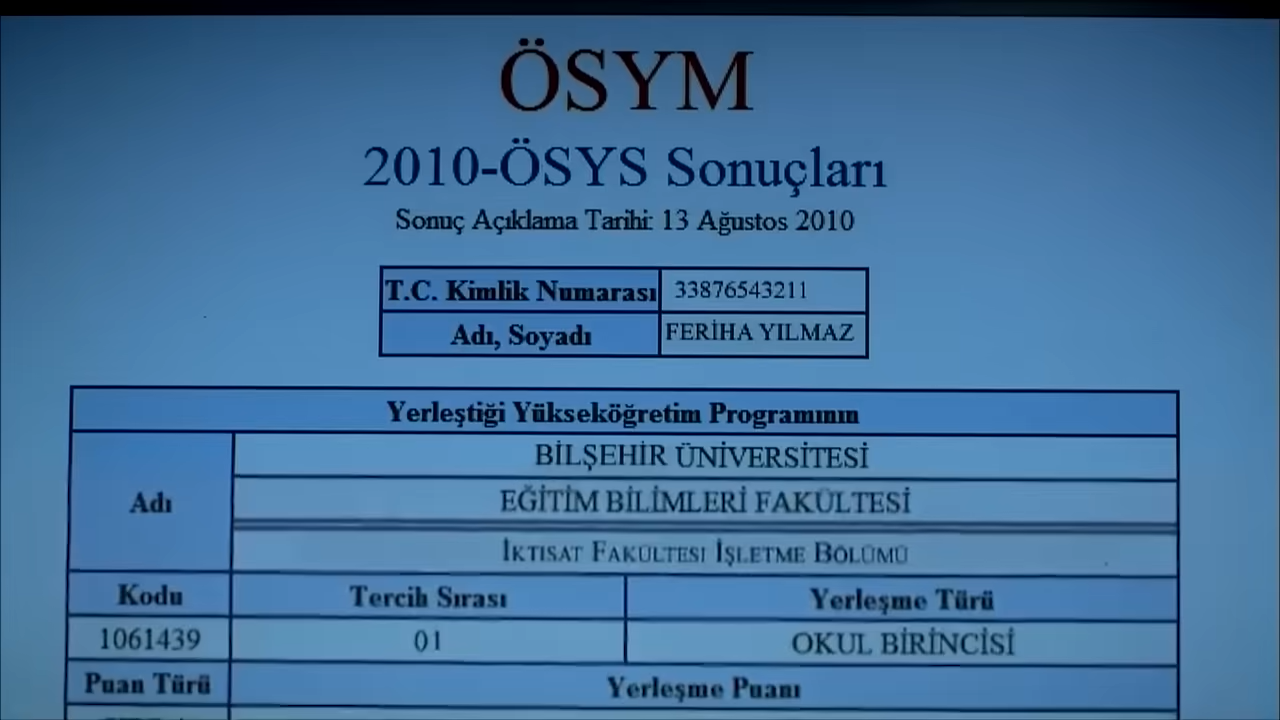 ÖSYM
2010-ÖSYS Sonuçları
Sonuç Açıklama Tarihi: 13 Ağustos 2010
T.C. Kimlik Numarası 33876543211
Adı, Soyadı FERİHA YILMAZ
Yerleştiği Yükseköğretim Programının
Adı
BİLŞEHİR ÜNİVERSİTESİ
EĞİTİM BİLİMLERİ FAKÜLTESİ
İKTISAT FAKÜLTESI İŞLETME BÖLÜMÜ
Kodu Tercih Sırası Yerleşme Türü
1061439 01 OKUL BİRİNCİSİ
Puan Türü Yerleşme Puanı